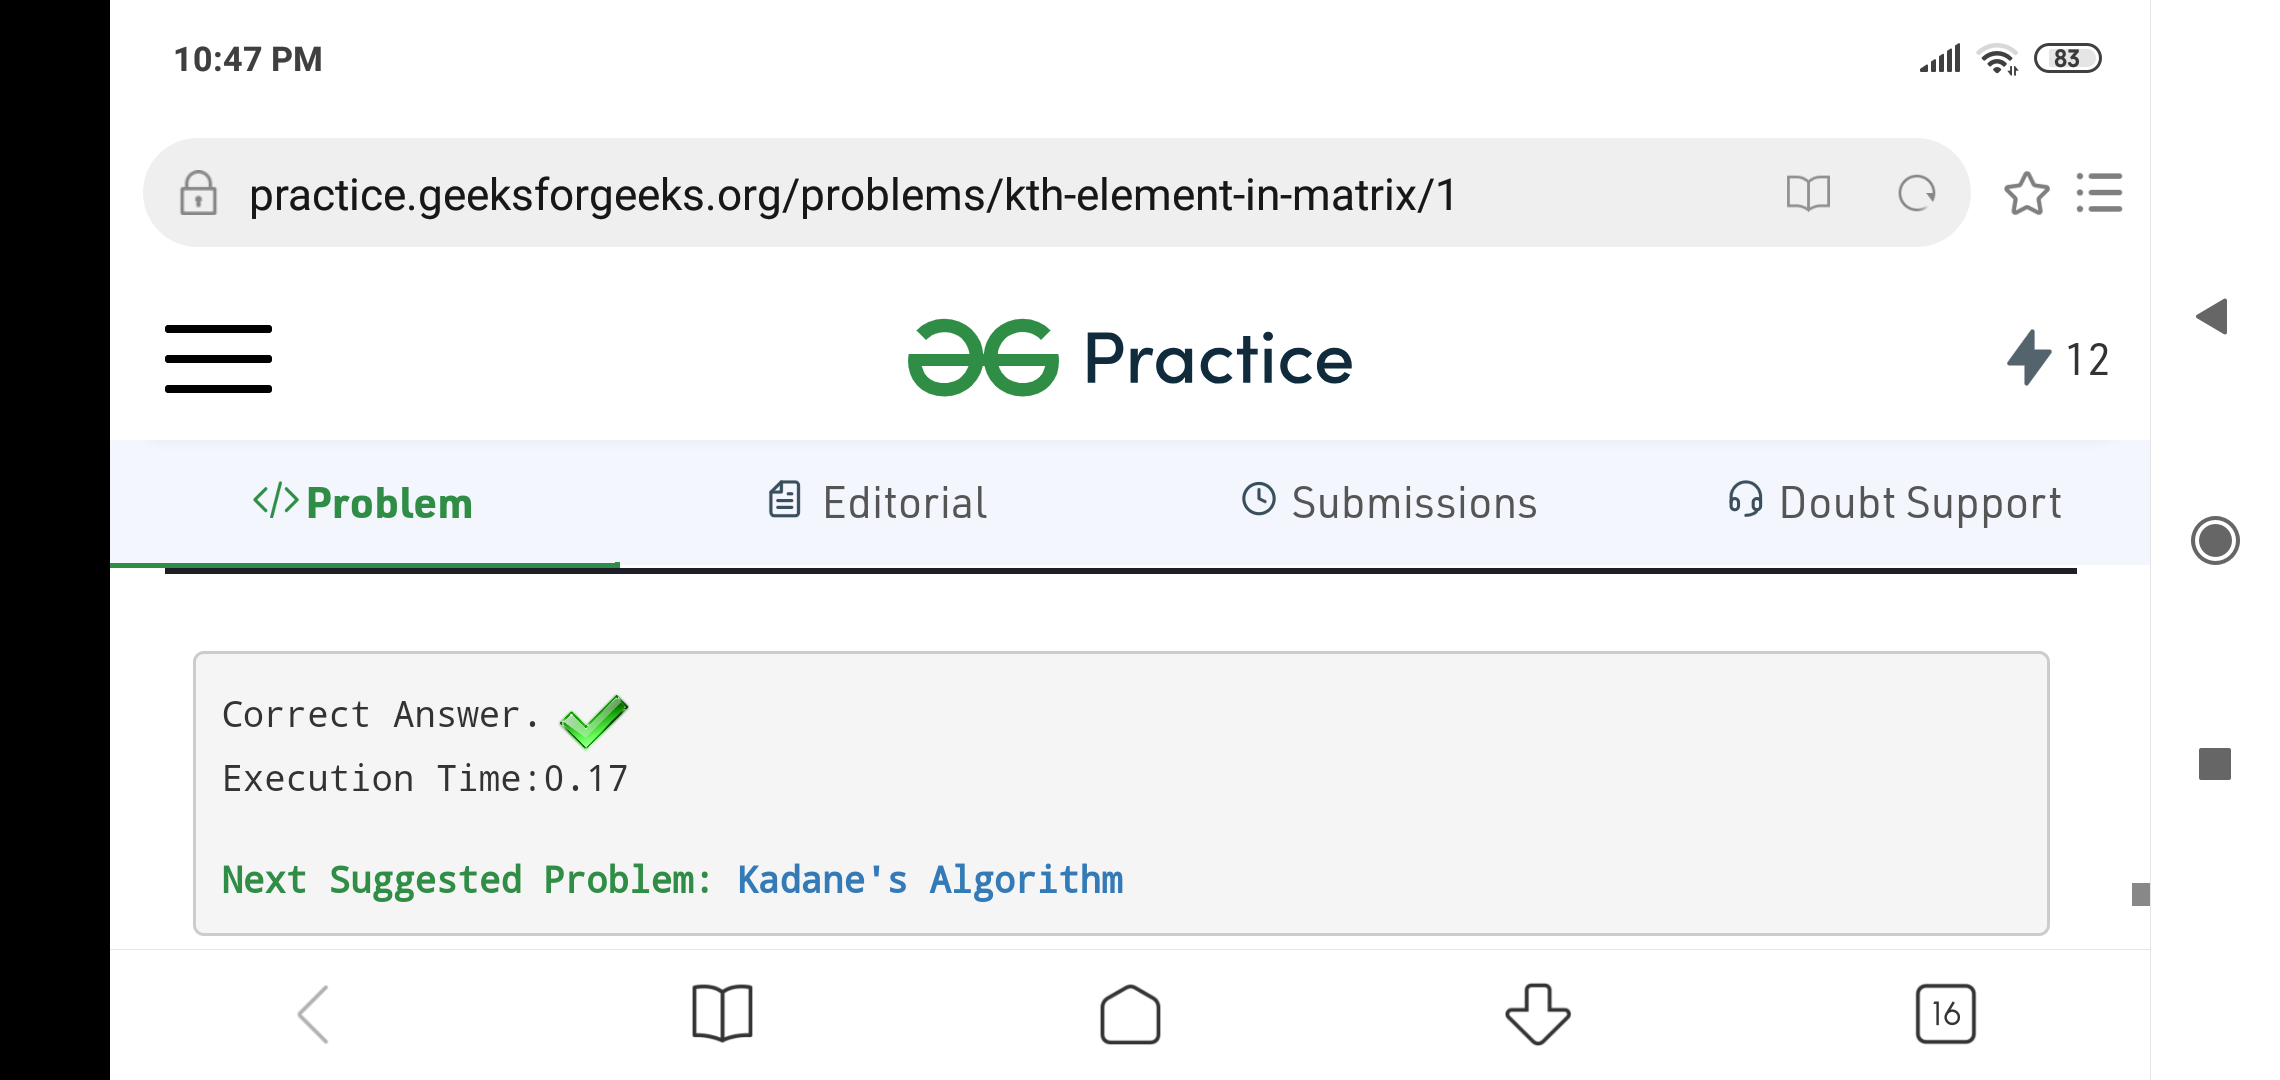 10:47 PM
83
practice.geeksforgeeks.org/problems/kth-element-in-matrix/1
Practice
12
</>Problem
Editorial
Submissions
Doubt Support
Correct Answer.
Execution Time:0.17
Next Suggested Problem: Kadane's Algorithm
16